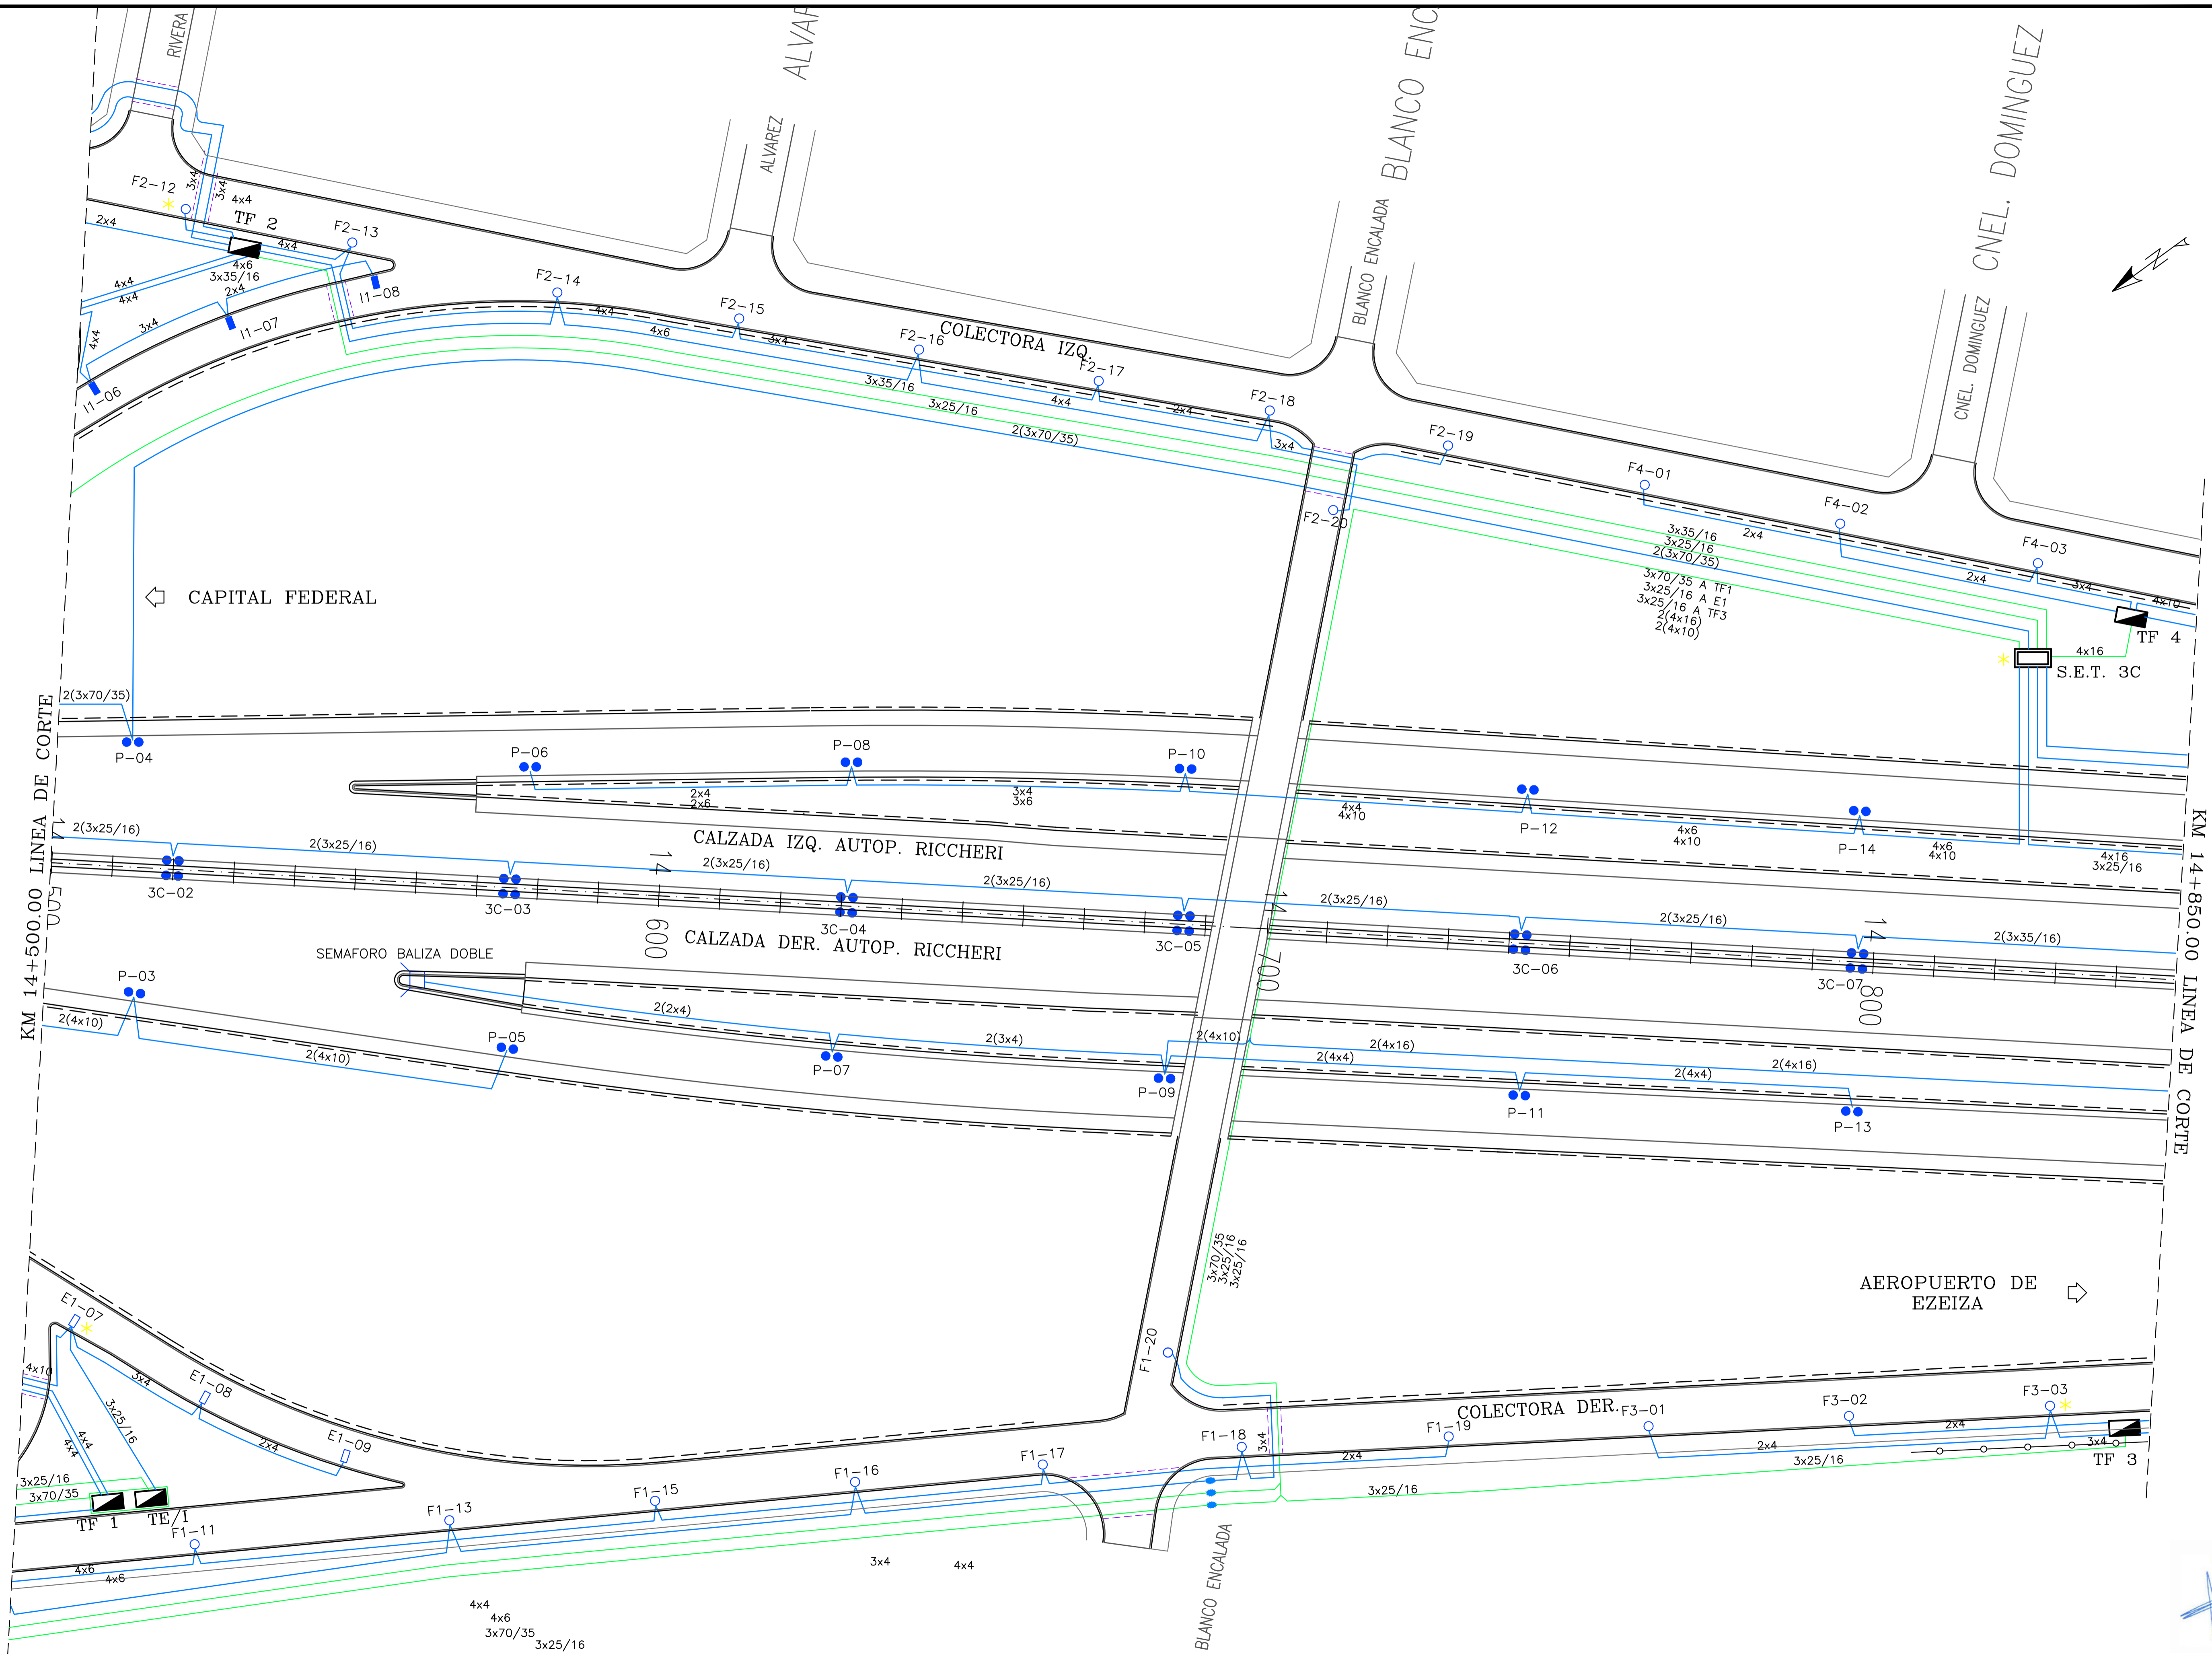 RIVERA
ALVAREZ
BLANCO ENCALADA
BLANCO ENC
CNEL. DOMINGUEZ
CNEL. DOMINGUEZ
F2-12
3x4
3x4
4x4
TF 2
2x4
4x4
F2-13
4x6
3x35/16
2x4
4x4
4x4
3x4
4x4
I1-08
I1-07
I1-06
F2-14
4x4
4x6
F2-15
3x4
F2-16
COLECTORA IZQ.
3x35/16
3x25/16
2(3x70/35)
F2-17
4x4
2x4
F2-18
3x4
F2-19
F2-20
F4-01
3x35/16
3x25/16
2(3x70/35)
2x4
3x70/35 A TF1
3x25/16 A E1
3x25/16 A TF3
2(4x16)
2(4x10)
F4-02
2x4
F4-03
3x4
4x10
TF 4
4x16
S.E.T. 3C
CAPITAL FEDERAL
2(3x70/35)
P-04
P-06
P-08
P-10
2x4
2x6
3x4
3x6
4x4
4x10
P-12
4x6
4x10
P-14
4x6
4x10
4x16
3x25/16
KM 14+500.00 LINEA DE CORTE
KM 14+850.00 LINEA DE CORTE
2(3x25/16)
2(3x25/16)
2(3x25/16)
2(3x25/16)
2(3x25/16)
2(3x25/16)
2(3x35/16)
CALZADA IZQ. AUTOP. RICCHERI
14
600
14
700
14
800
3C-02
3C-03
3C-04
3C-05
3C-06
3C-07
CALZADA DER. AUTOP. RICCHERI
SEMAFORO BALIZA DOBLE
P-03
2(4x10)
2(4x10)
P-05
2(2x4)
P-07
2(3x4)
2(4x10)
P-09
2(4x4)
2(4x16)
P-11
2(4x4)
2(4x16)
P-13
3x70/35
3x25/16
3x25/16
AEROPUERTO DE
EZEIZA
E1-07
4x10
3x4
E1-08
3x25/16
4x4
4x4
2x4
E1-09
3x25/16
3x70/35
TF 1
TE/I
F1-11
4x6
4x6
F1-13
F1-15
F1-16
F1-17
F1-18
3x4
F1-20
COLECTORA DER.
F1-19
2x4
F3-01
2x4
F3-02
2x4
F3-03
3x4
TF 3
3x25/16
3x25/16
3x4
4x4
4x4
4x6
3x70/35
3x25/16
BLANCO ENCALADA